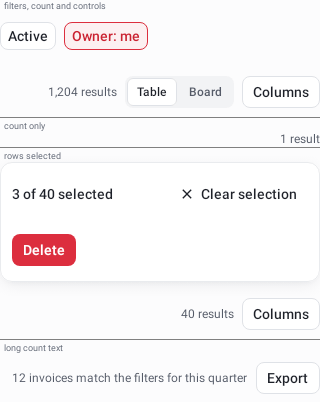 filters, count and controls
Active Owner: me
1,204 results Table Board Columns
count only
1 result
rows selected
3 of 40 selected Clear selection
Delete
40 results Columns
long count text
12 invoices match the filters for this quarter Export